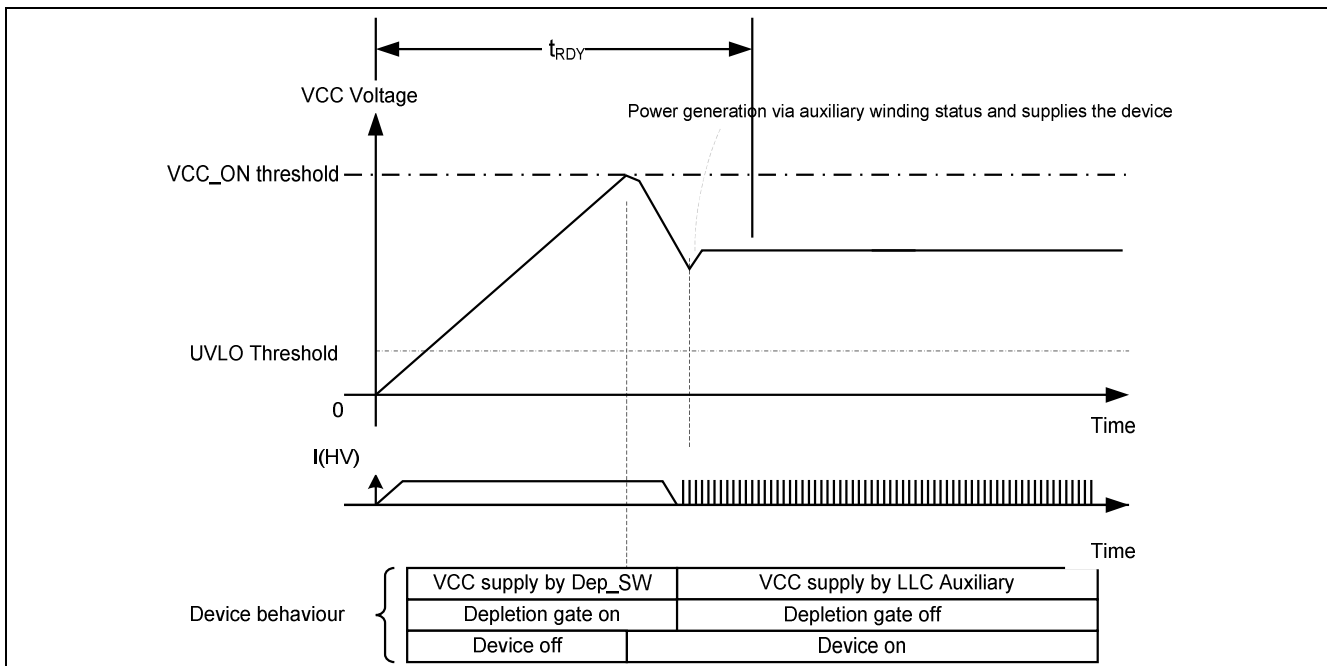 tRDY
VCC Voltage
Power generation via auxiliary winding status and supplies the device
VCC_ON threshold
UVLO Threshold
0
Time
I(HV)
Time
Device behaviour
VCC supply by Dep_SW
VCC supply by LLC Auxiliary
Depletion gate on
Depletion gate off
Device off
Device on